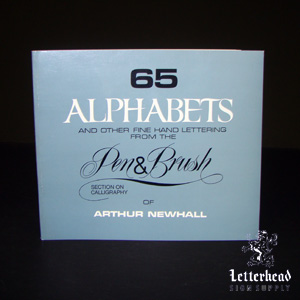 65
ALPHABETS
AND OTHER FINE HAND LETTERING
FROM THE
Pen&Brush
SECTION ON
CALLIGRAPHY
OF
ARTHUR NEWHALL
Letterhead
SIGN SUPPLY